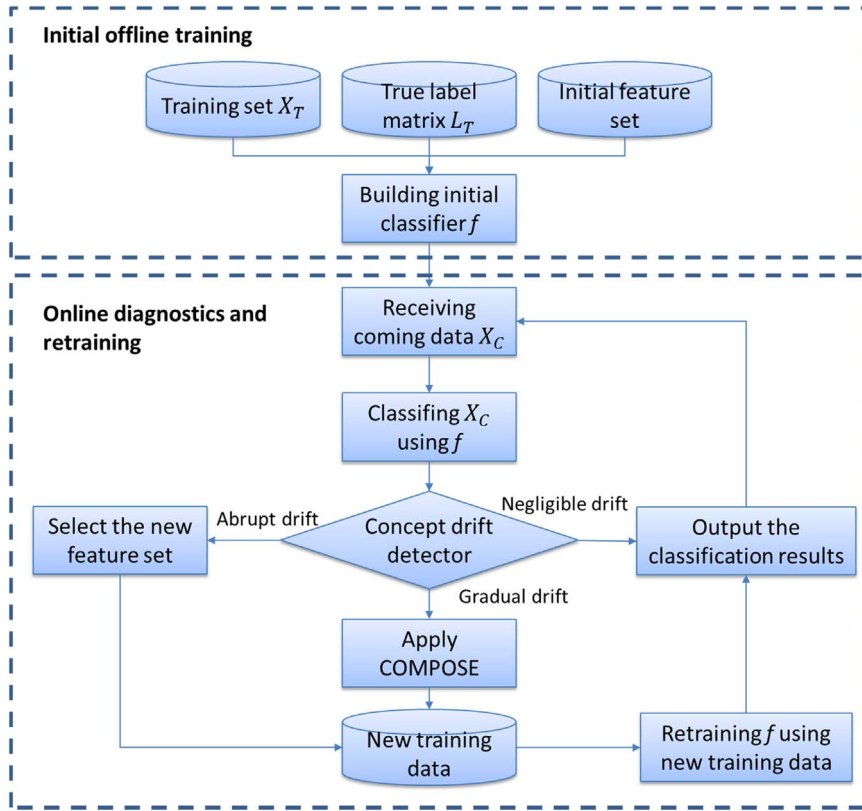 Initial offline training
Training set X_T
True label
matrix L_T
Initial feature
set
Building initial
classifier f
Online diagnostics and
retraining
Receiving
coming data X_C
Classifing X_C
using f
Abrupt drift
Negligible drift
Select the new
feature set
Concept drift
detector
Output the
classification results
Gradual drift
Apply
COMPOSE
New training
data
Retraining f using
new training data